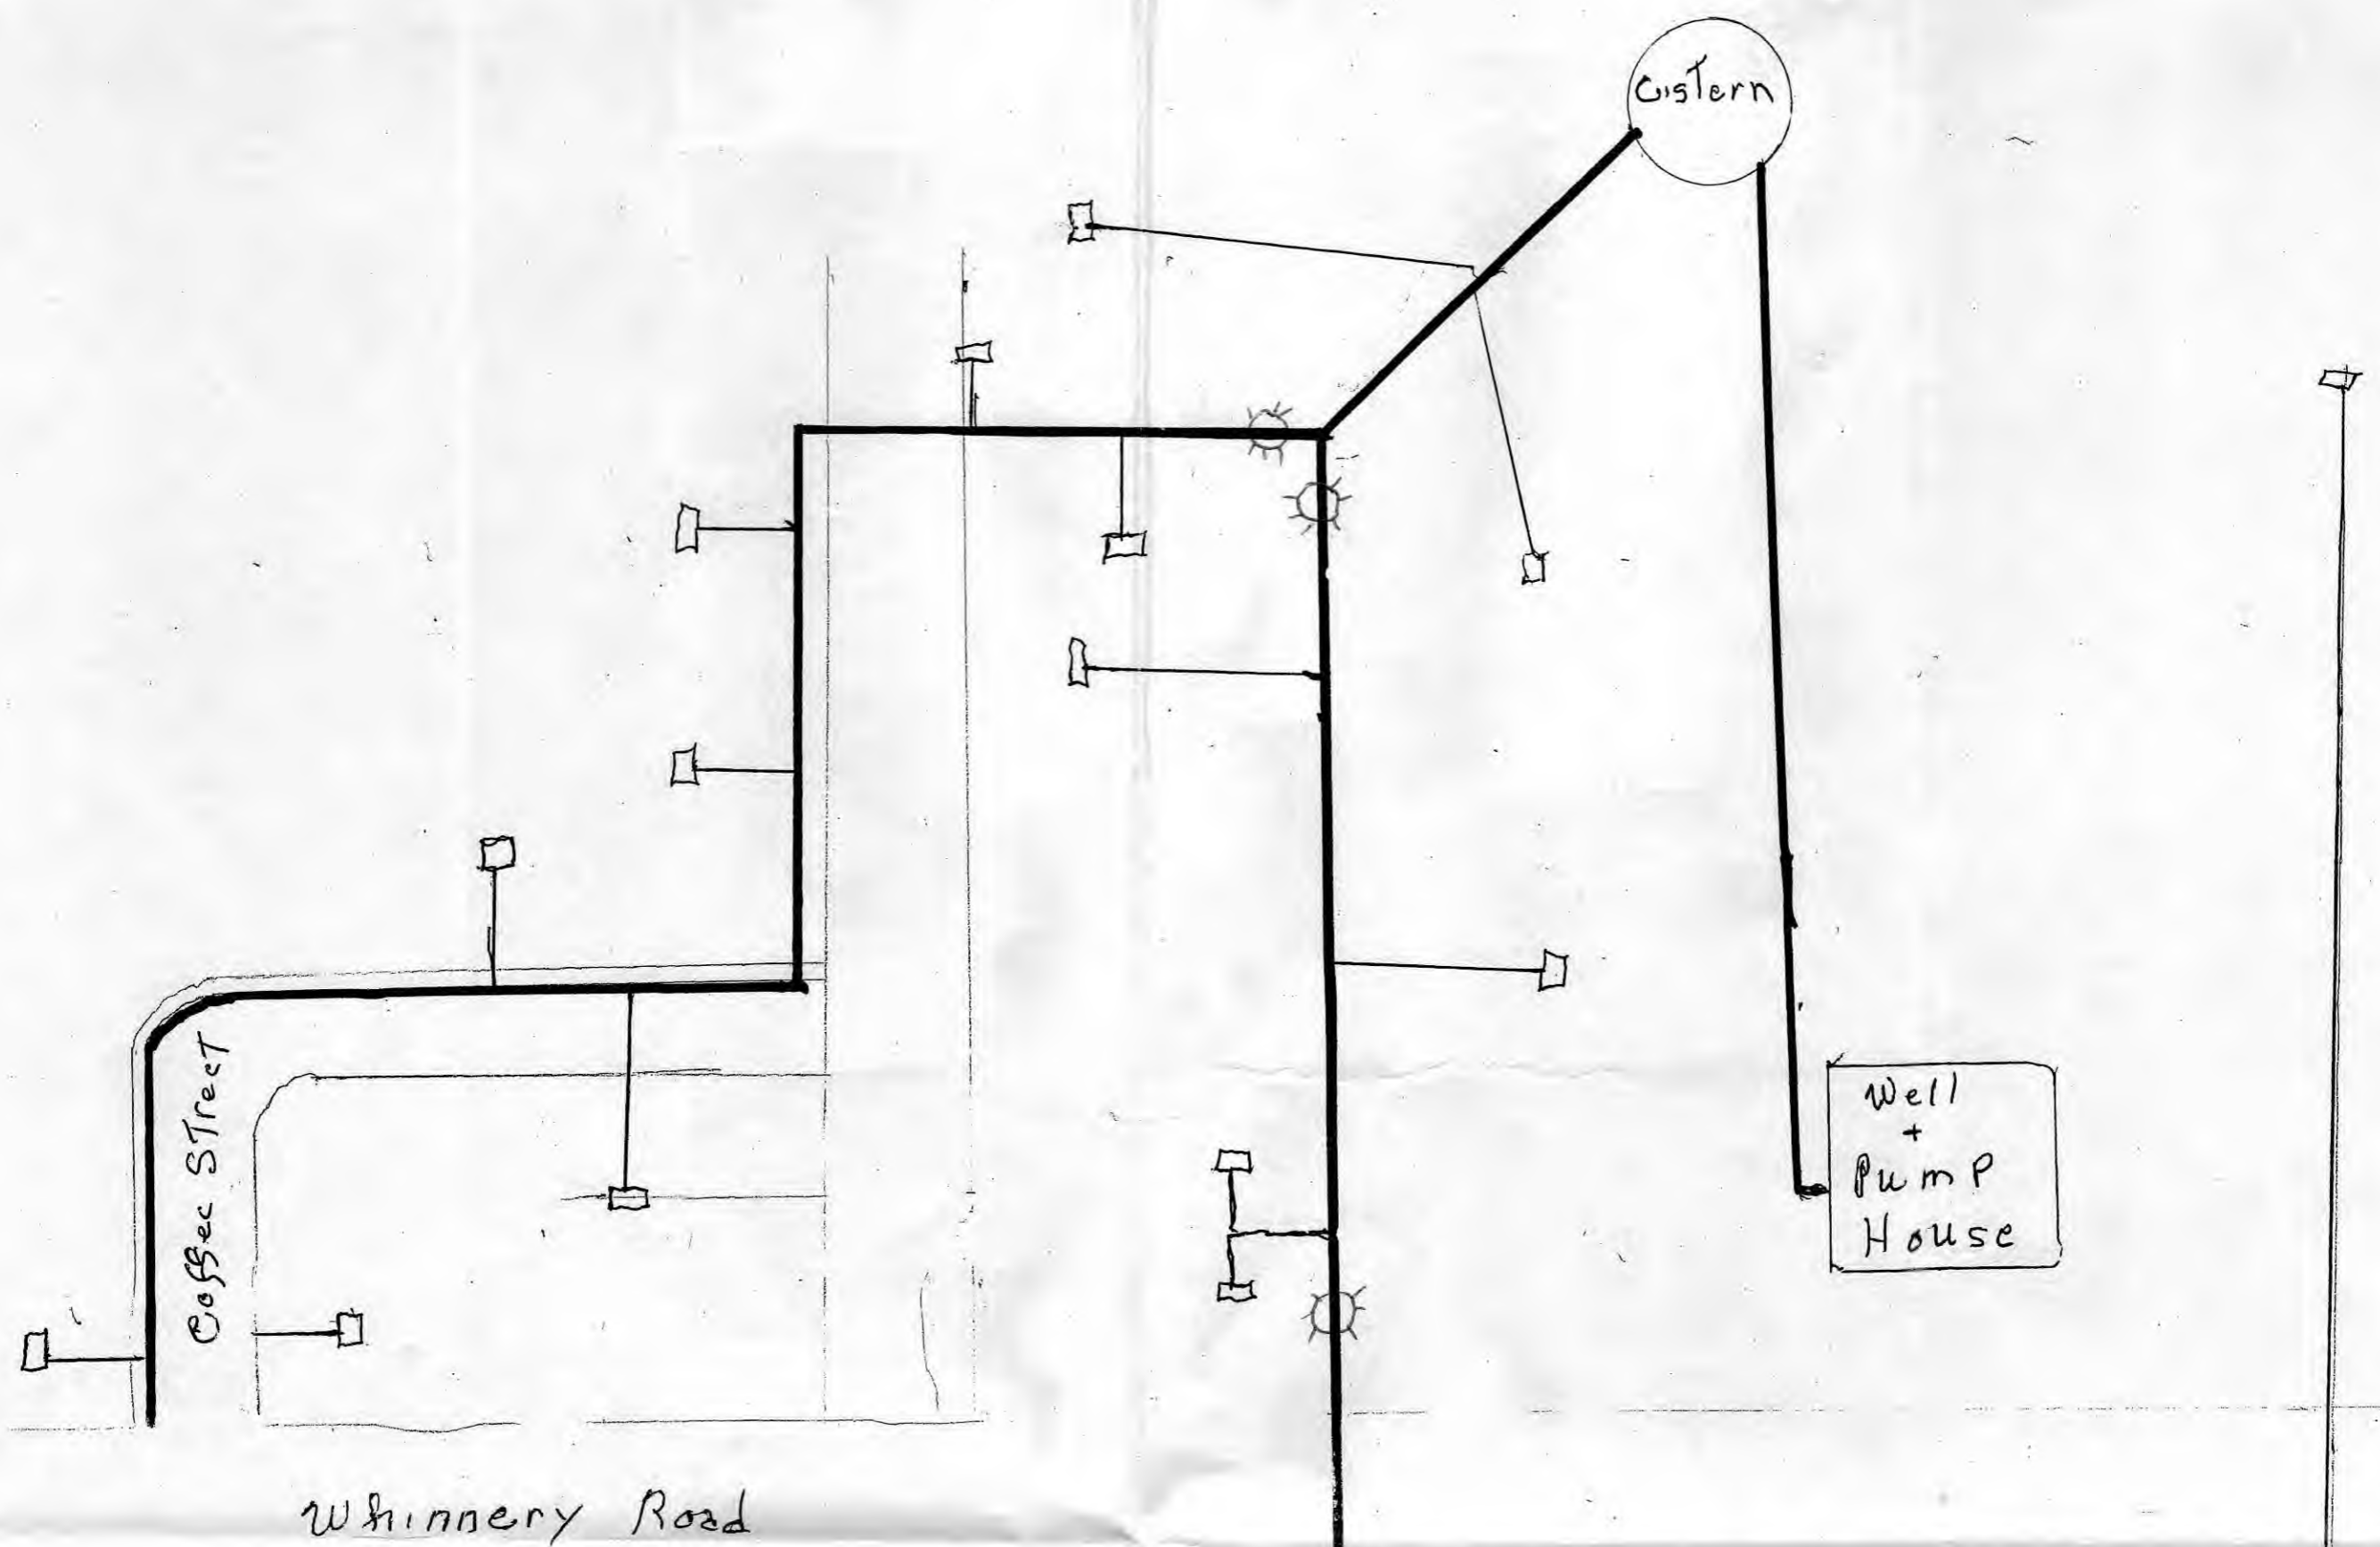 Cistern
Coffee Street
Well
+
Pump
House
Whinnery Road